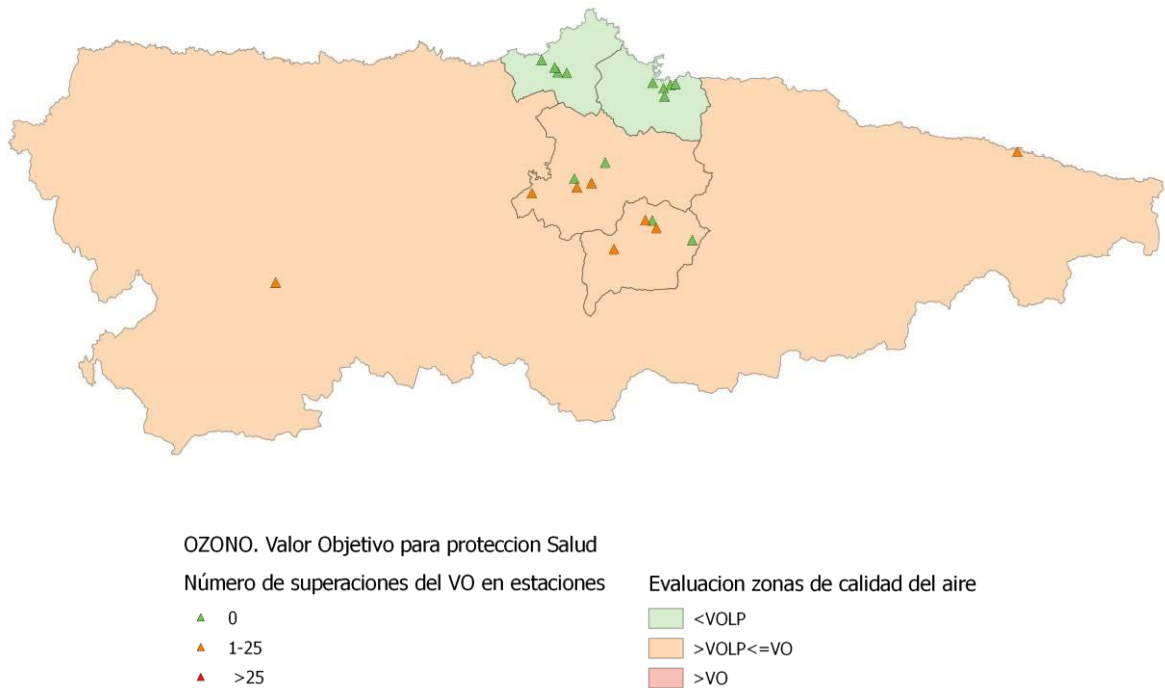 OZONO. Valor Objetivo para proteccion Salud
Número de superaciones del VO en estaciones
0
1-25
>25
Evaluacion zonas de calidad del aire
<VOLP
>VOLP<=VO
>VO